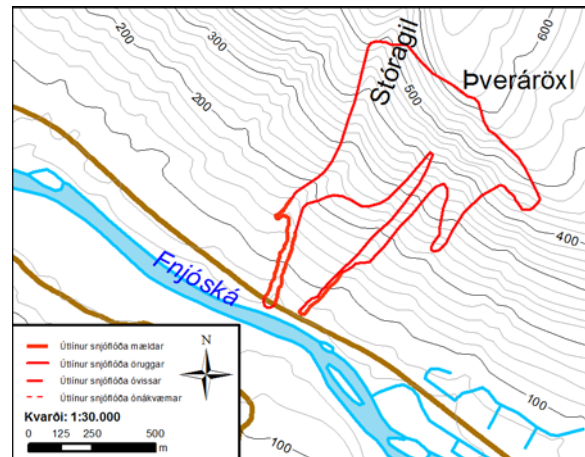 300
200
200
100
500
600
400
100
100
Stóragil
Þveráröxl
Fnjóská
Útlínur snjóflóða mældar
Útlínur snjóflóða öruggar
Útlínur snjóflóða óvissar
Útlínur snjóflóða ónákvæmar
N
Kvarði: 1:30.000
0 125 250 500
m